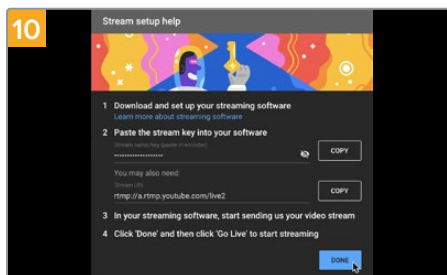 10
Stream setup help
1 Download and set up your streaming software
Learn more about streaming software
2 Paste the stream key into your software
Stream name/key (paste in encoder)
COPY
You may also need:
Stream URL
rtmp://a.rtmp.youtube.com/live2
COPY
3 In your streaming software, start sending us your video stream
4 Click 'Done' and then click 'Go Live' to start streaming
DONE